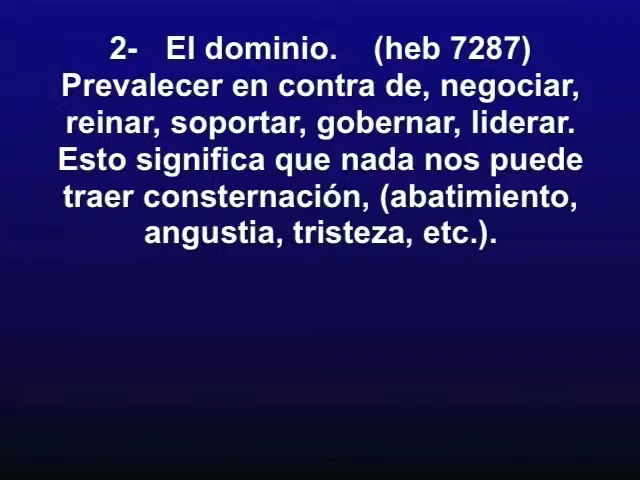 2- El dominio. (heb 7287)
Prevalecer en contra de, negociar,
reinar, soportar, gobernar, liderar.
Esto significa que nada nos puede
traer consternación, (abatimiento,
angustia, tristeza, etc.).